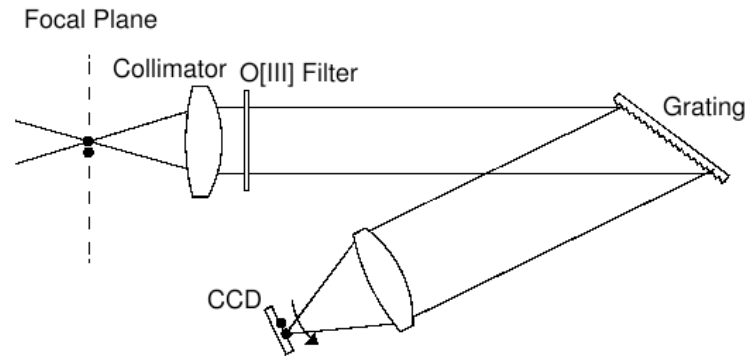 Focal Plane
Collimator
O[III] Filter
Grating
CCD